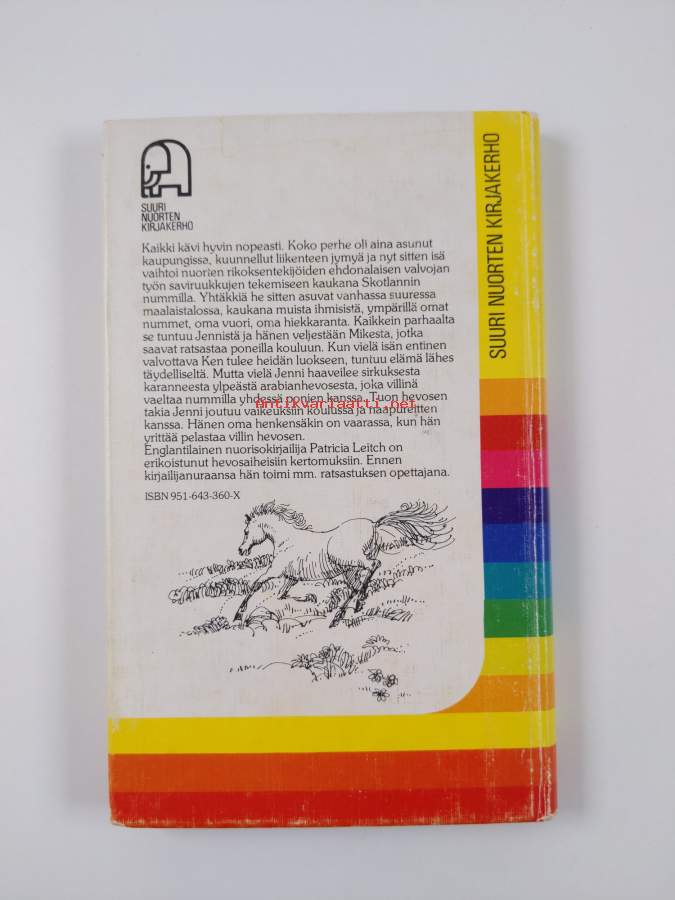 SUURI
NUORTEN
KIRJAKERHO
Kaikki kävi hyvin nopeasti. Koko perhe oli aina asunut
kaupungissa, kuunnellut liikenteen jymyä ja nyt sitten isä
vaihtoi nuorten rikoksentekijöiden ehdonalaisen valvojan
työn saviruukkujen tekemiseen kaukana Skotlannin
nummilla. Yhtäkkiä he sitten asuvat vanhassa suuressa
maalaistalossa, kaukana muista ihmisistä, ympärillä omat
nummet, oma vuori, oma hiekkaranta. Kaikkein parhaalta
se tuntuu Jennistä ja hänen veljestään Mikesta, jotka
saavat ratsastaa poneilla kouluun. Kun vielä isän entinen
valvottava Ken tulee heidän luokseen, tuntuu elämä lähes
täydelliseltä. Mutta vielä Jenni haaveilee sirkuksesta
karanneesta ylpeästä arabianhevosesta, joka villinä
vaeltaa nummilla yhdessä ponien kanssa. Tuon hevosen
antikvariaatti.net
takia Jenni joutuu vaikeuksiin koulussa ja naapureitten
kanssa. Hänen oma henkensäkin on vaarassa, kun hän
yrittää pelastaa villin hevosen.
Englantilainen nuorisokirjailija Patricia Leitch on
erikoistunut hevosaiheisiin kertomuksiin. Ennen
kirjailijanuraansa hän toimi mm. ratsastuksen opettajana.
ISBN 951-643-360-X
SUURI NUORTEN KIRJAKERHO